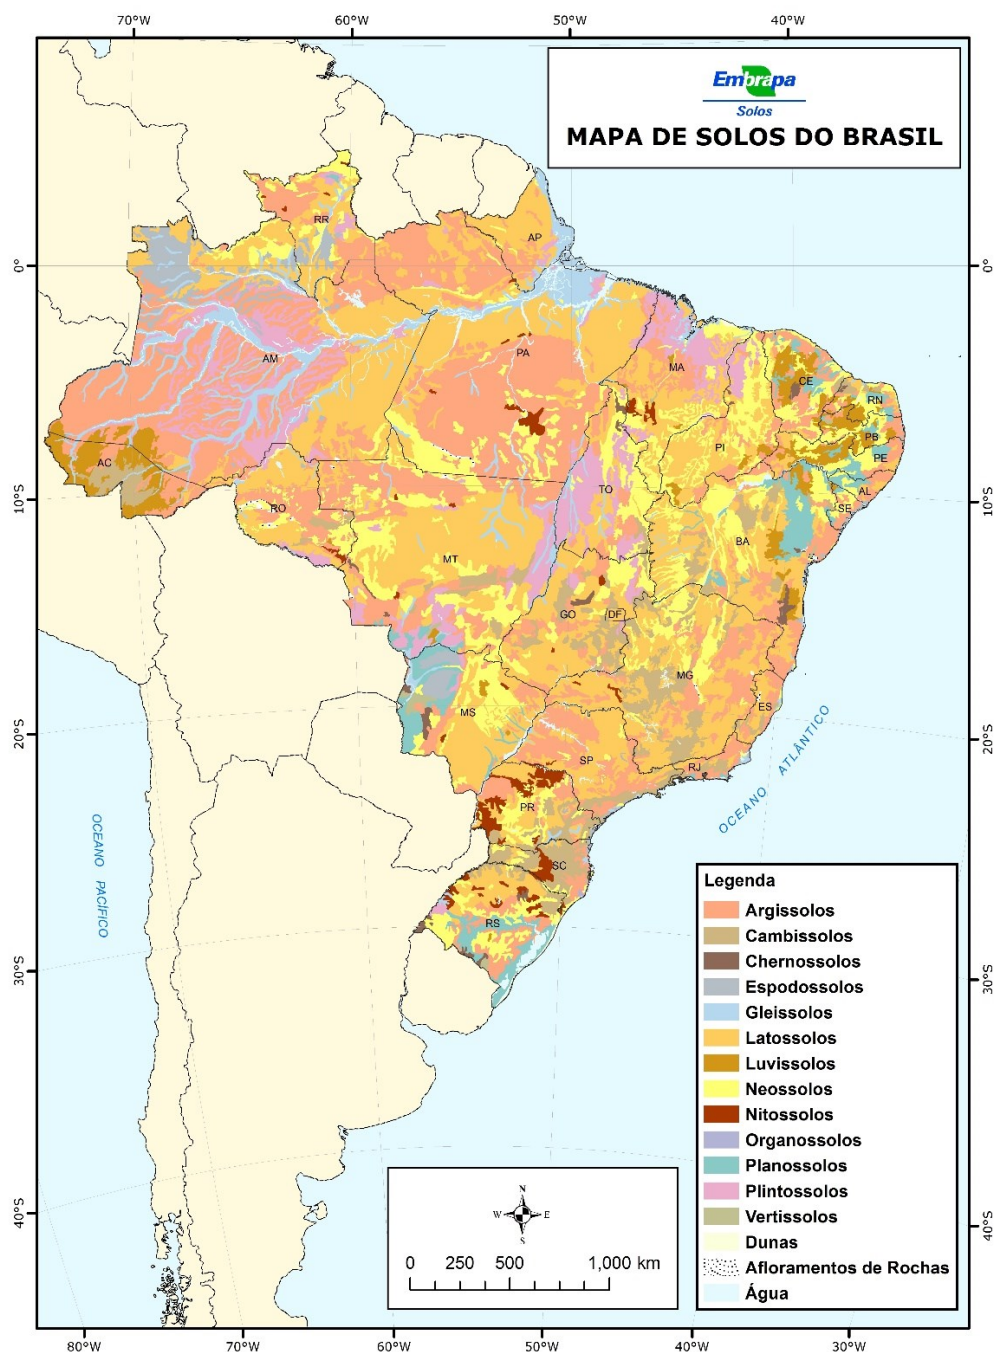 70°W 60°W 50°W 40°W
Embrapa
Solos
MAPA DE SOLOS DO BRASIL
RR
AP
0° 0°
AM
PA
MA
CE
RN
PB
PE
AL
SE
PI
AC
TO
RO
BA
MT
10°S 10°S
GO
DF
MG
ES
MS
SP
RJ
20°S 20°S
PR
SC
RS
OCEANO ATLÂNTICO
OCEANO PACÍFICO
30°S 30°S
40°S 40°S
Legenda
Argissolos
Cambissolos
Chernossolos
Espodossolos
Gleissolos
Latossolos
Luvissolos
Neossolos
Nitossolos
Organossolos
Planossolos
Plintossolos
Vertissolos
Dunas
Afloramentos de Rochas
Água
N
W E
S
0 250 500 1,000 km
80°W 70°W 60°W 50°W 40°W 30°W